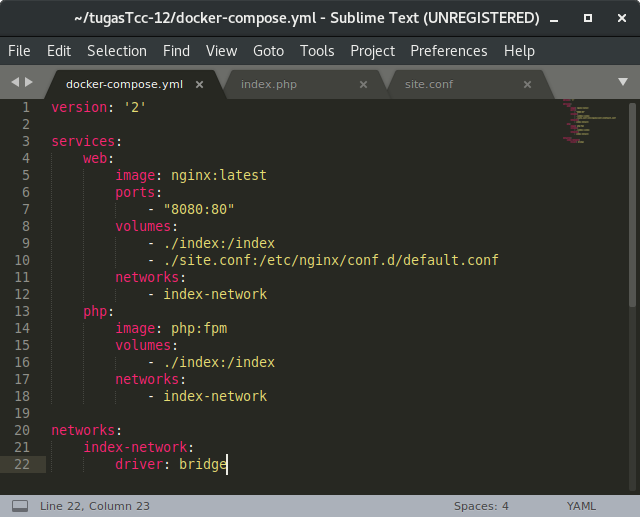 ~/tugasTcc-12/docker-compose.yml - Sublime Text (UNREGISTERED)
File Edit Selection Find View Goto Tools Project Preferences Help
docker-compose.yml × index.php × site.conf ×
1 version: '2'
2
3 services:
4     web:
5         image: nginx:latest
6         ports:
7             - "8080:80"
8         volumes:
9             - ./index:/index
10             - ./site.conf:/etc/nginx/conf.d/default.conf
11         networks:
12             - index-network
13     php:
14         image: php:fpm
15         volumes:
16             - ./index:/index
17         networks:
18             - index-network
19
20 networks:
21     index-network:
22         driver: bridge
Line 22, Column 23 Spaces: 4 YAML